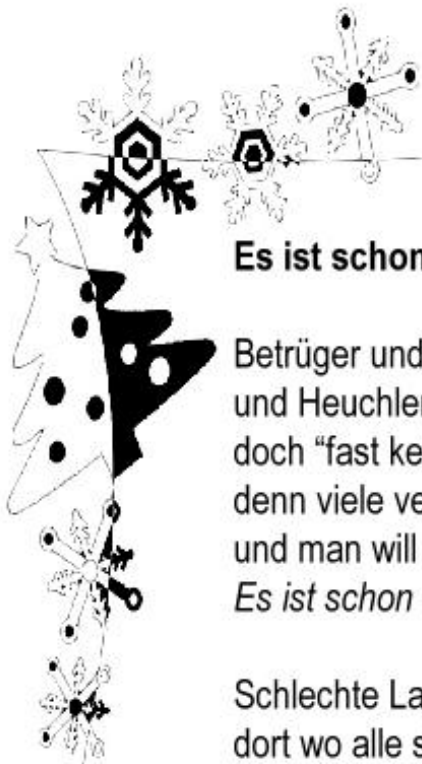 Es ist schon
Betrüger und
und Heuchler
doch “fast ke
denn viele ve
und man will
Es ist schon
Schlechte La
dort wo alle s